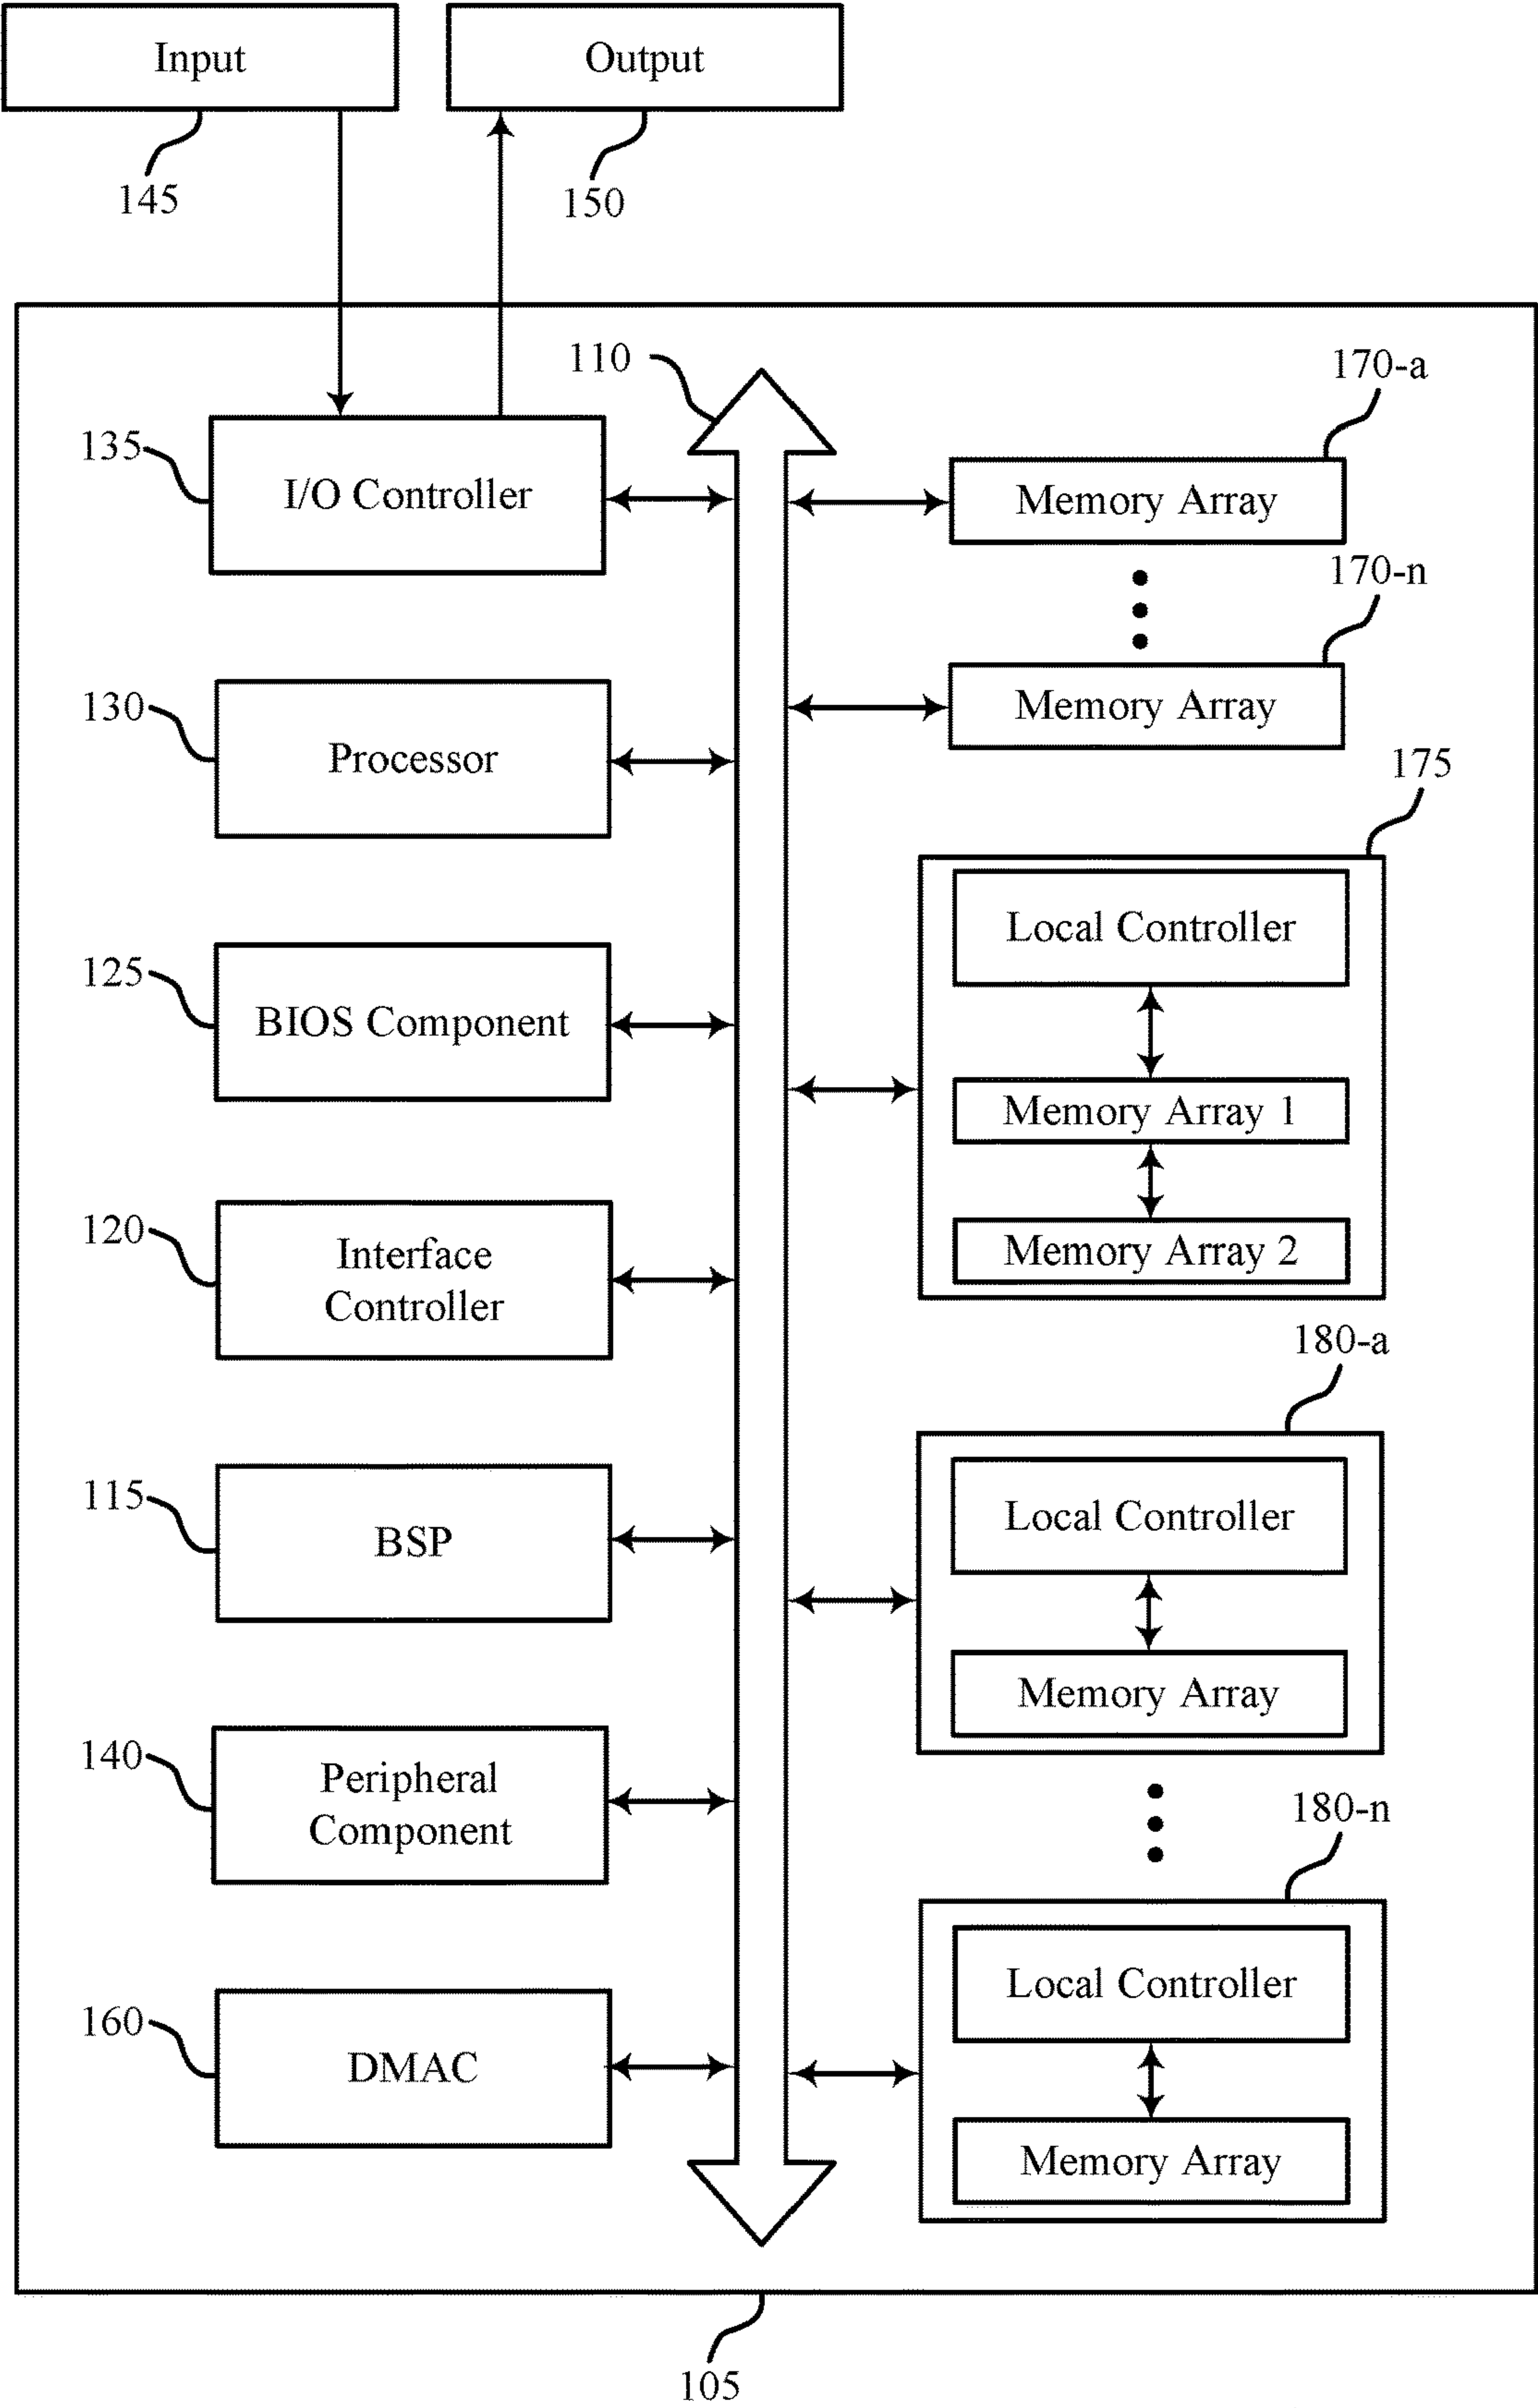 Input
Output
145
150
110
170-a
135
I/O Controller
Memory Array
170-n
130
Processor
Memory Array
175
Local Controller
125
BIOS Component
Memory Array 1
120
Interface
Controller
Memory Array 2
180-a
115
BSP
Local Controller
Memory Array
140
Peripheral
Component
180-n
Local Controller
160
DMAC
Memory Array
105